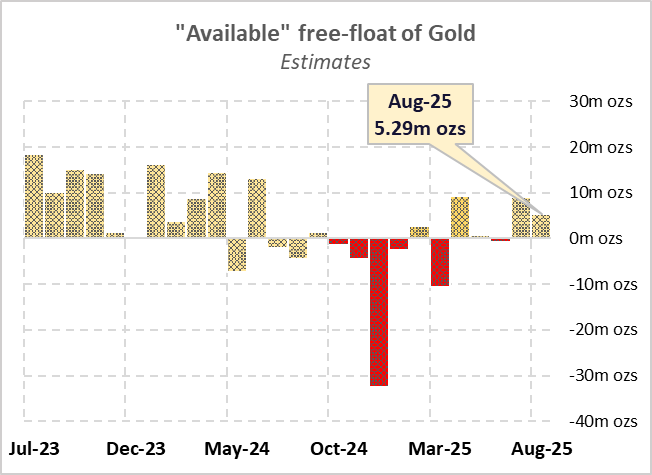 "Available" free-float of Gold
Estimates
Aug-25
5.29m ozs
30m ozs
20m ozs
10m ozs
0m ozs
-10m ozs
-20m ozs
-30m ozs
-40m ozs
Jul-23 Dec-23 May-24 Oct-24 Mar-25 Aug-25